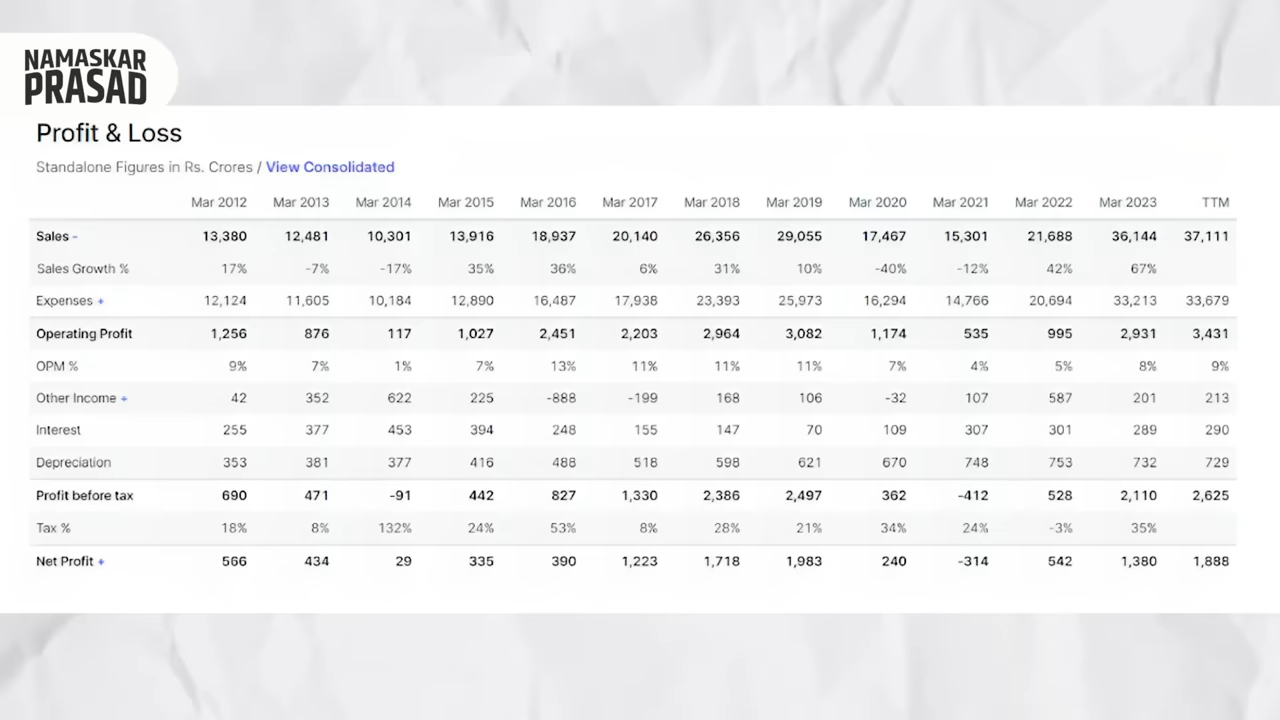 NAMASKAR
PRASAD
Profit & Loss
Standalone Figures in Rs. Crores / View Consolidated
Mar 2012 Mar 2013 Mar 2014 Mar 2015 Mar 2016 Mar 2017 Mar 2018 Mar 2019 Mar 2020 Mar 2021 Mar 2022 Mar 2023 TTM
Sales - 13,380 12,481 10,301 13,916 18,937 20,140 26,356 29,055 17,467 15,301 21,688 36,144 37,111
Sales Growth % 17% -7% -17% 35% 36% 6% 31% 10% -40% -12% 42% 67%
Expenses + 12,124 11,605 10,184 12,890 16,487 17,938 23,393 25,973 16,294 14,766 20,694 33,213 33,679
Operating Profit 1,256 876 117 1,027 2,451 2,203 2,964 3,082 1,174 535 995 2,931 3,431
OPM % 9% 7% 1% 7% 13% 11% 11% 11% 7% 4% 5% 8% 9%
Other Income + 42 352 622 225 -888 -199 168 106 -32 107 587 201 213
Interest 255 377 453 394 248 155 147 70 109 307 301 289 290
Depreciation 353 381 377 416 488 518 598 621 670 748 753 732 729
Profit before tax 690 471 -91 442 827 1,330 2,386 2,497 362 -412 528 2,110 2,625
Tax % 18% 8% 132% 24% 53% 8% 28% 21% 34% 24% -3% 35%
Net Profit + 566 434 29 335 390 1,223 1,718 1,983 240 -314 542 1,380 1,888